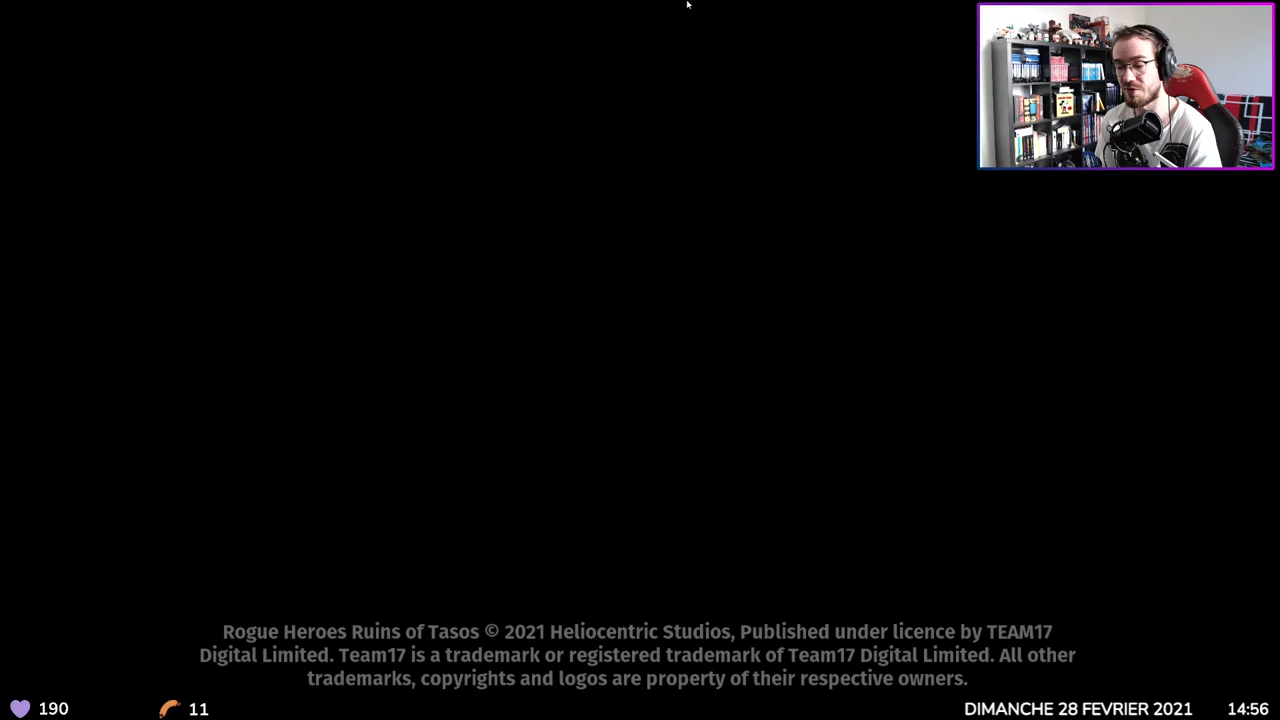 Rogue Heroes Ruins of Tasos © 2021 Heliocentric Studios, Published under licence by TEAM17
Digital Limited. Team17 is a trademark or registered trademark of Team17 Digital Limited. All other
trademarks, copyrights and logos are property of their respective owners.
190
11
DIMANCHE 28 FEVRIER 2021
14:56